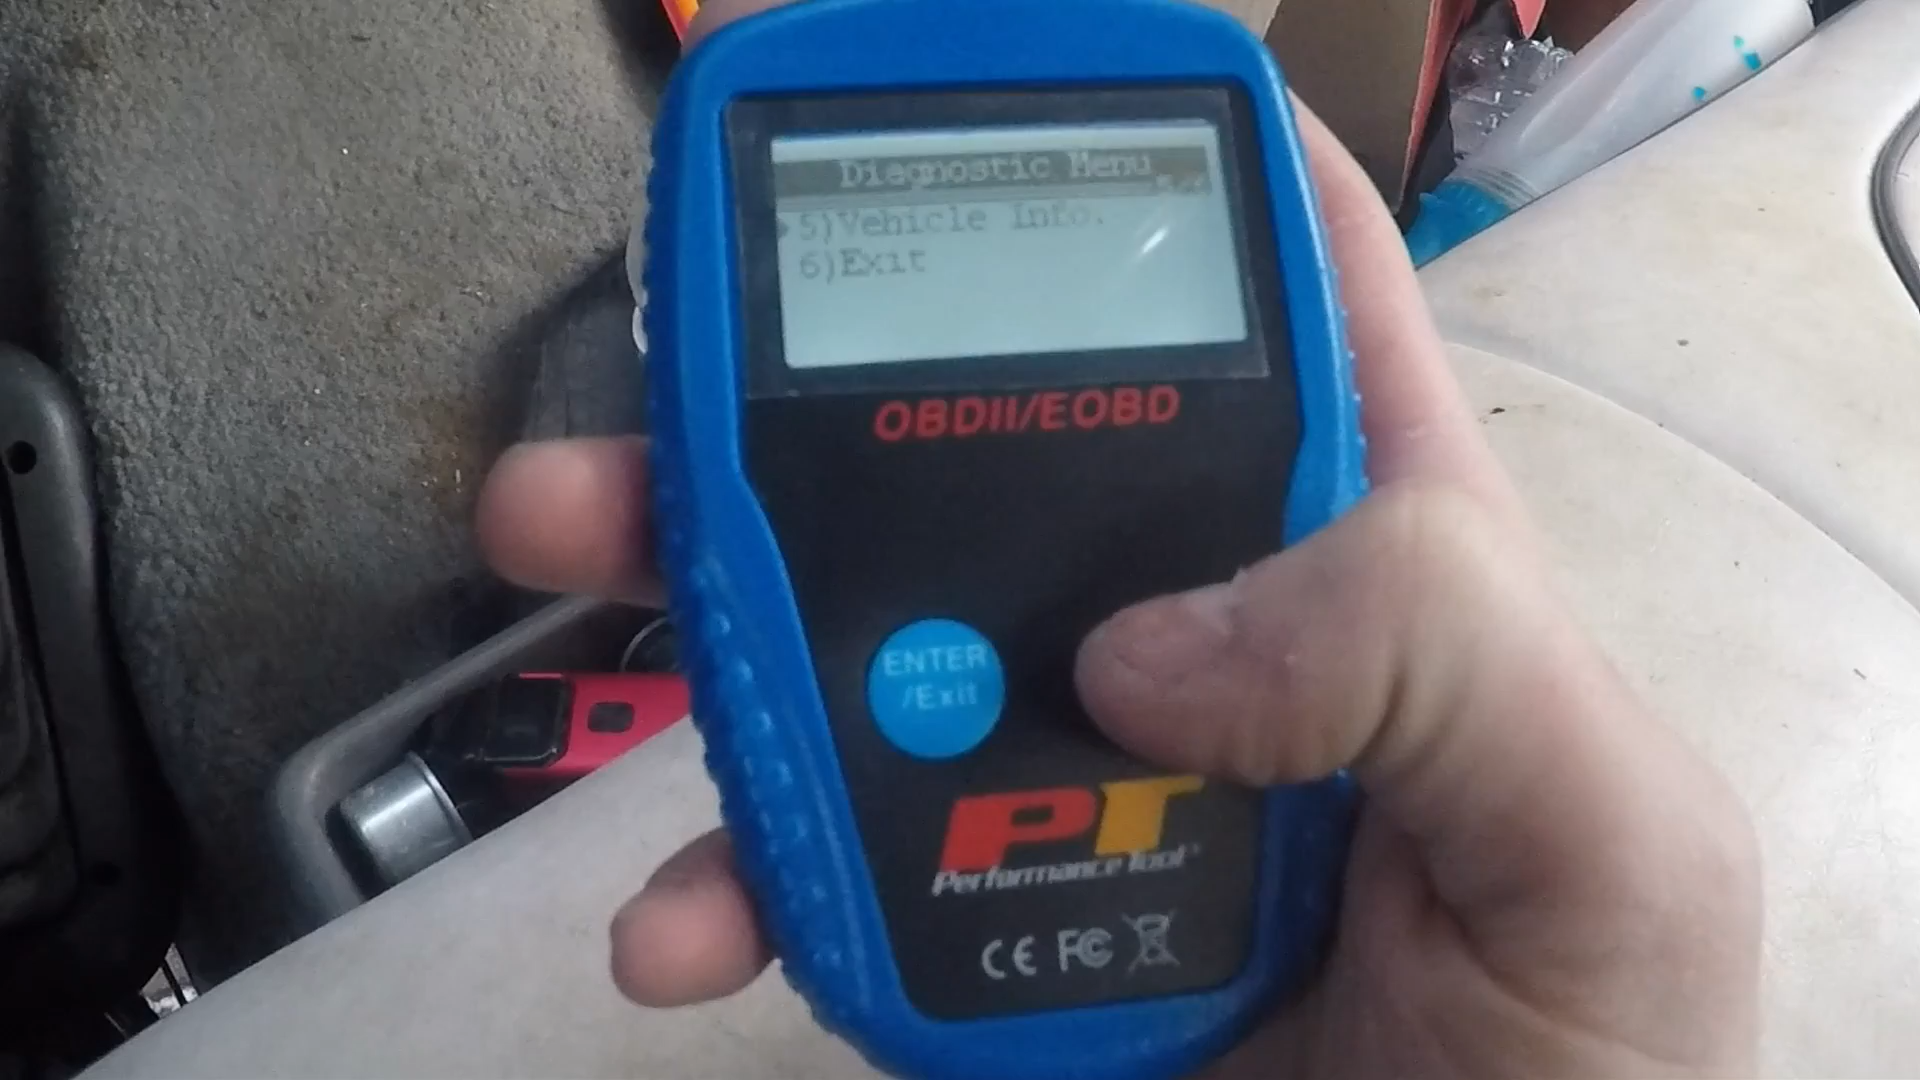 Diagnostic Menu
5)Vehicle Info.
6)Exit
OBDII/EOBD
ENTER
/Exit
PT
Performance Tool
CE FC